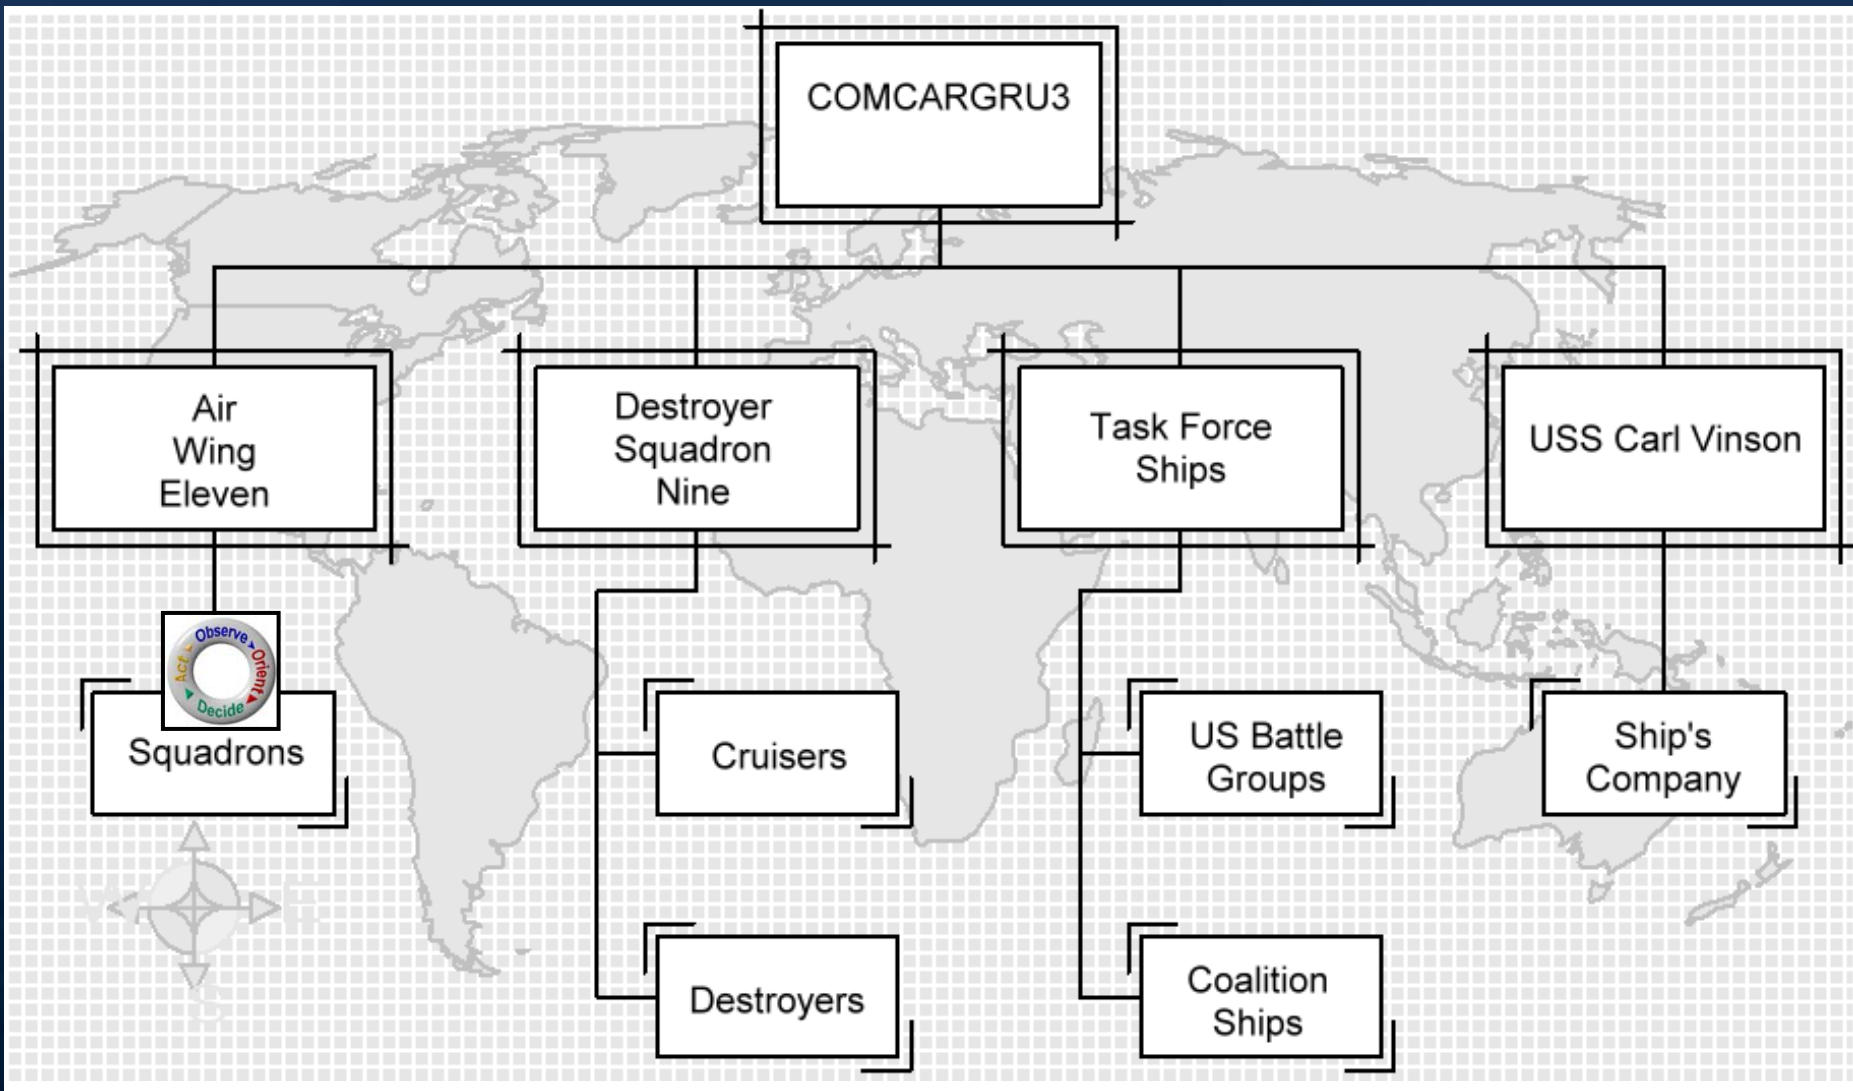 COMCARGRU3
Air
Wing
Eleven
Destroyer
Squadron
Nine
Task Force
Ships
USS Carl Vinson
Observe
Orient
Decide
Act
Squadrons
Cruisers
US Battle
Groups
Ship's
Company
Destroyers
Coalition
Ships
S